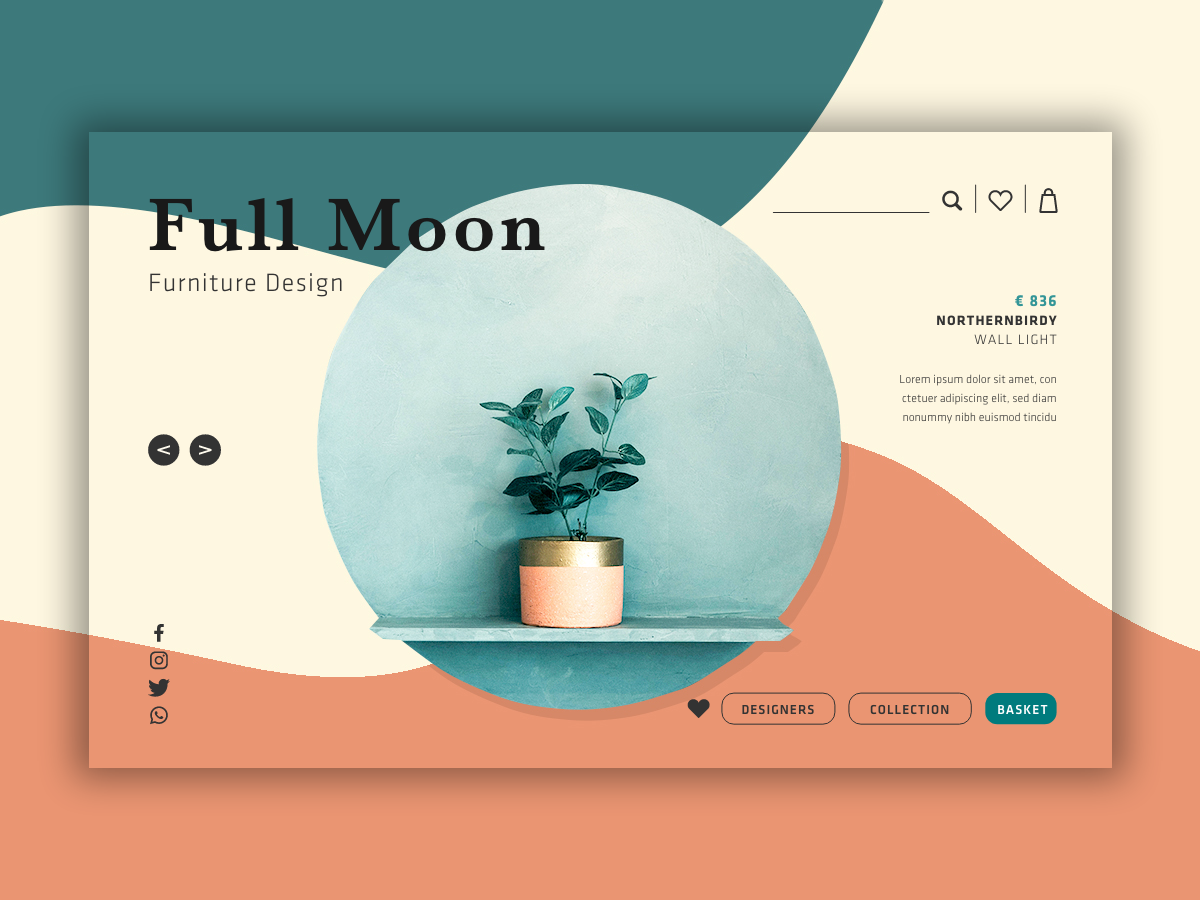 Full Moon
Furniture Design
€ 836
NORTHERNBIRDY
WALL LIGHT
Lorem ipsum dolor sit amet, con
ctetuer adipiscing elit, sed diam
nonummy nibh euismod tincidu
< >
DESIGNERS COLLECTION BASKET